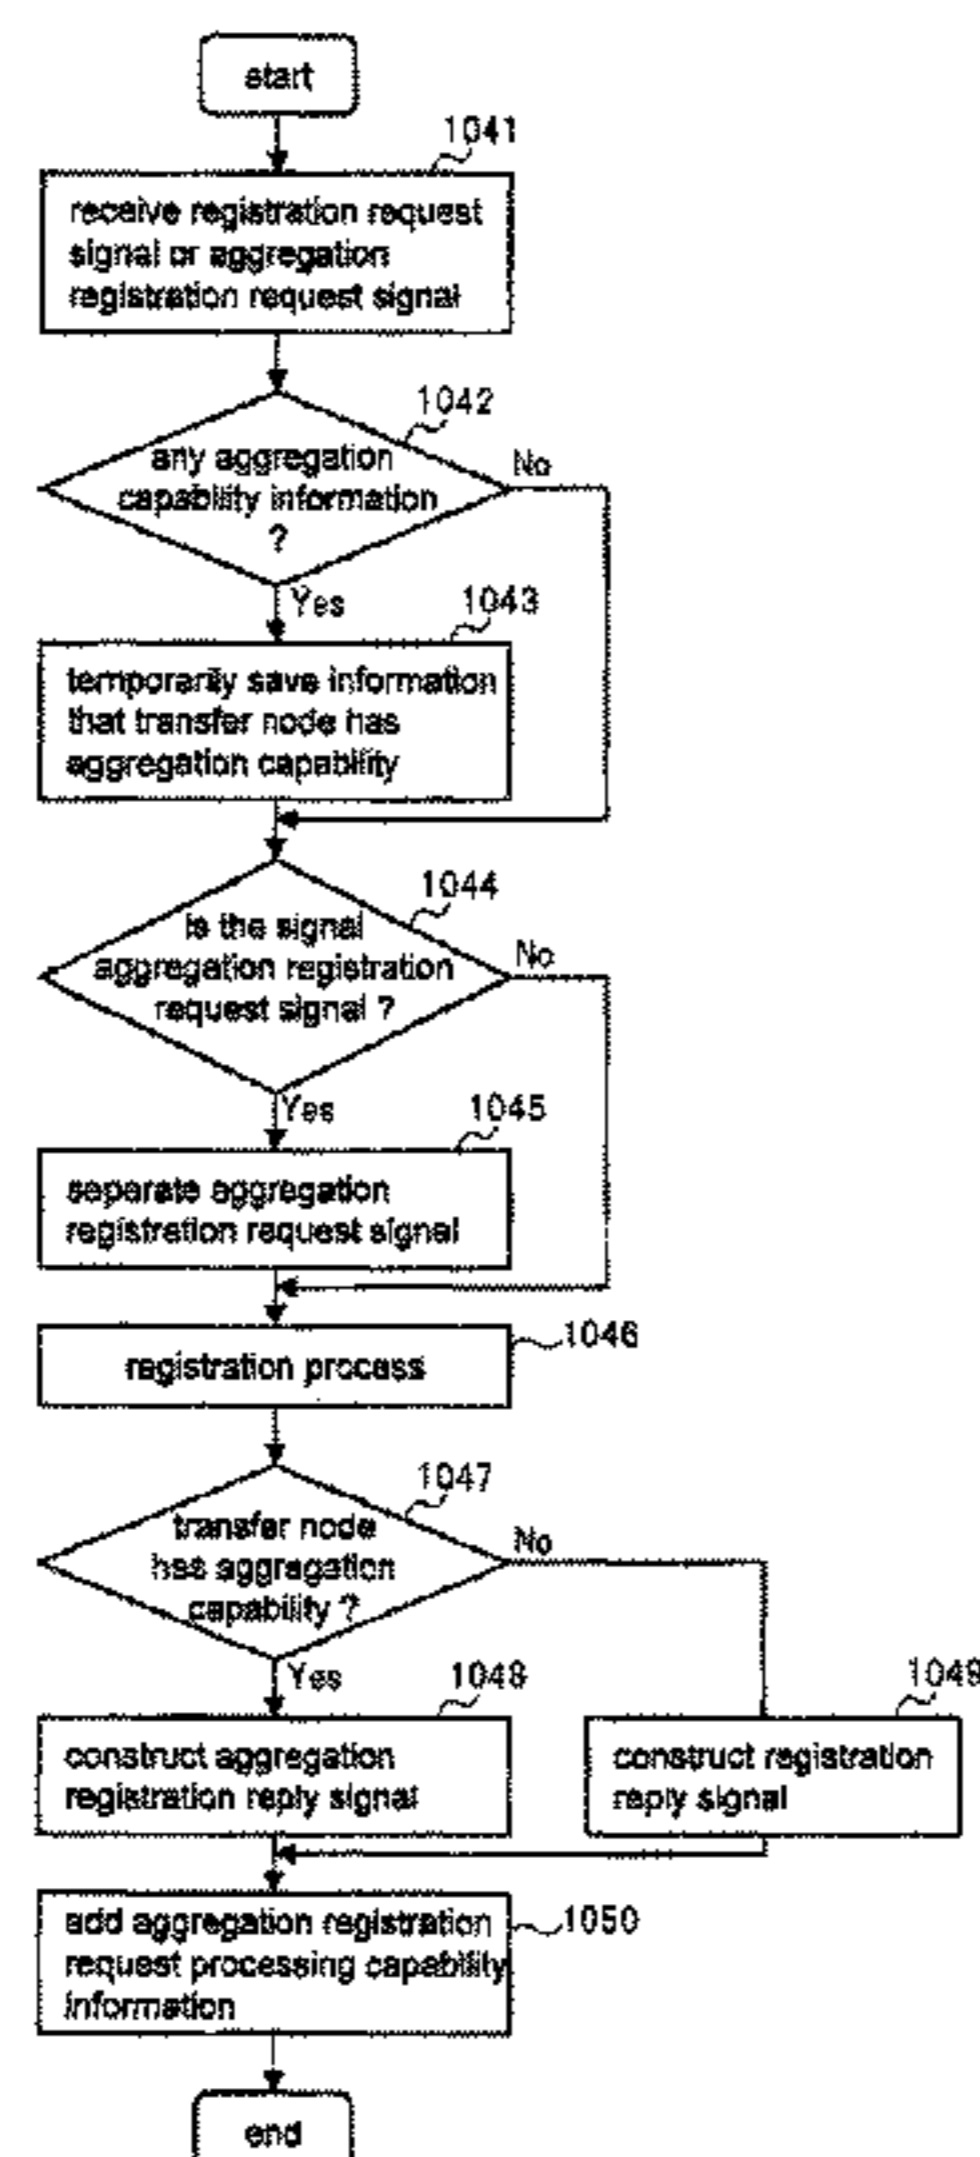 start
1041
receive registration request
signal or aggregation
registration request signal
1042
any aggregation
capability information
?
No
Yes
1043
temporarily save information
that transfer node has
aggregation capability
1044
is the signal
aggregation registration
request signal ?
No
Yes
1045
separate aggregation
registration request signal
1046
registration process
1047
transfer node
has aggregation
capability ?
No
Yes
1048
construct aggregation
registration reply signal
1049
construct registration
reply signal
1050
add aggregation registration
request processing capability
information
end